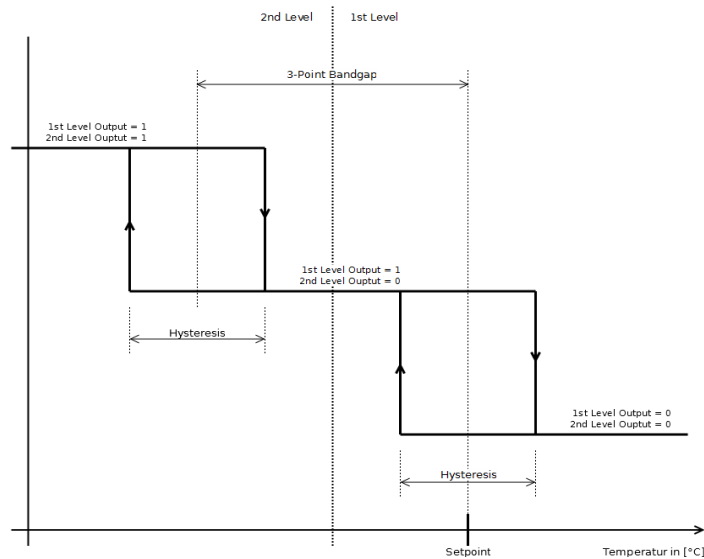 2nd Level
1st Level
3-Point Bandgap
1st Level Output = 1
2nd Level Ouptut = 1
1st Level Output = 1
2nd Level Ouptut = 0
Hysteresis
1st Level Output = 0
2nd Level Ouptut = 0
Hysteresis
Setpoint
Temperatur in [°C]